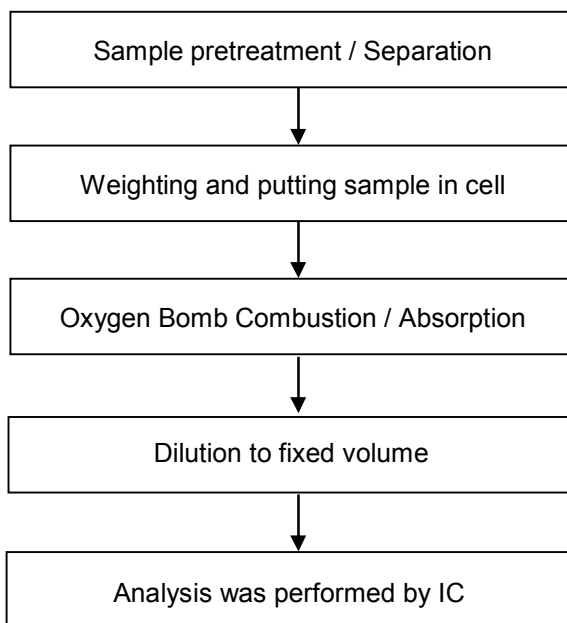 Sample pretreatment / Separation
Weighting and putting sample in cell
Oxygen Bomb Combustion / Absorption
Dilution to fixed volume
Analysis was performed by IC